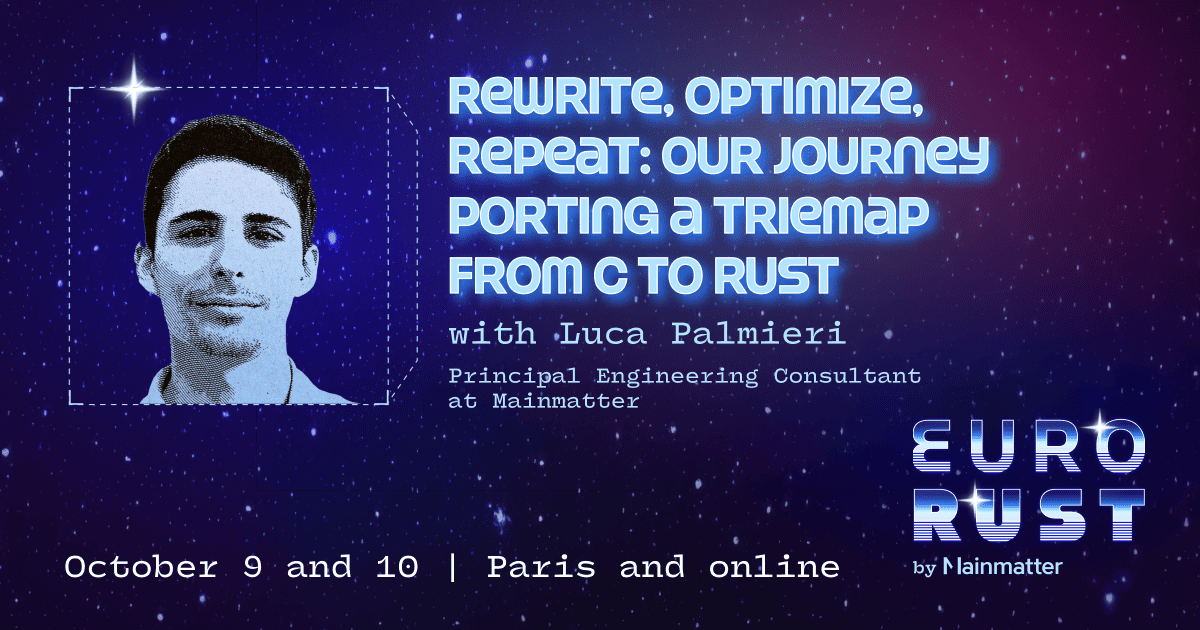 Rewrite, Optimize,
Repeat: Our Journey
Porting a Triemap
from C to Rust
with Luca Palmieri
Principal Engineering Consultant
at Mainmatter
EURO
RUST
by Mainmatter
October 9 and 10 | Paris and online